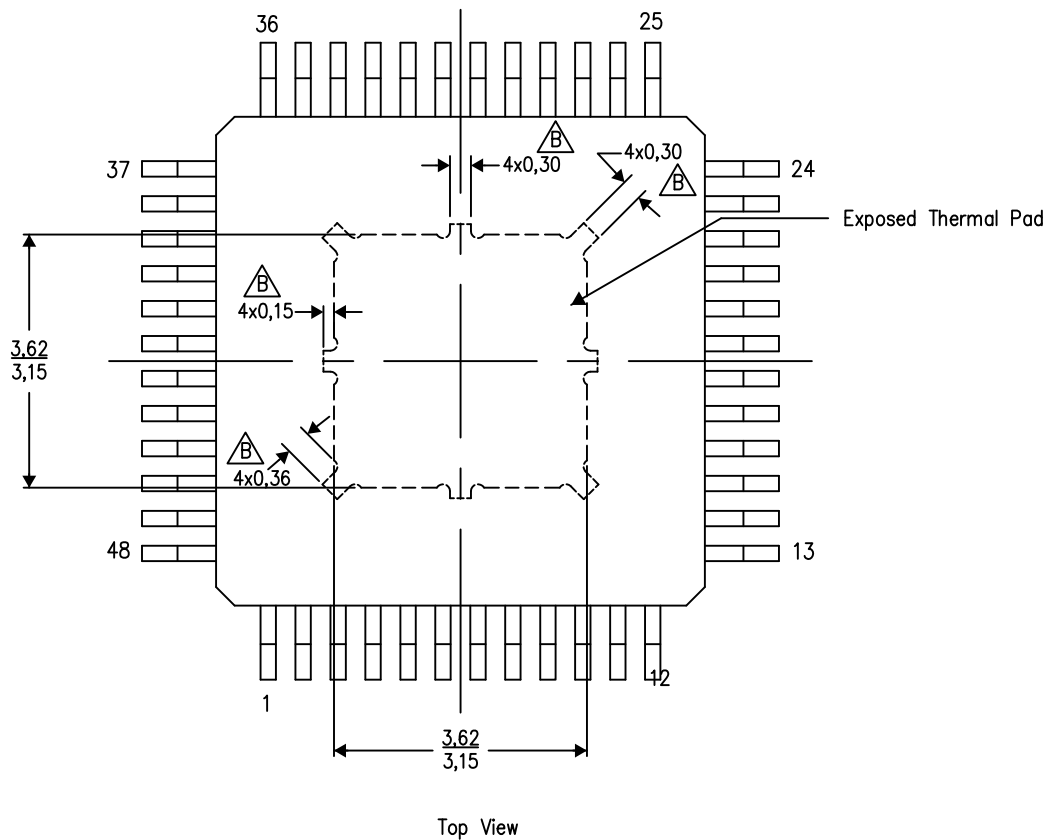 36
25
B
4x0,30
4x0,30
B
37
24
Exposed Thermal Pad
B
4x0,15
3,62
3,15
B
4x0,36
48
13
12
1
3,62
3,15
Top View